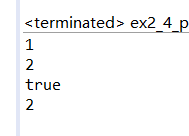 <terminated> ex2_4_p
1
2
true
2